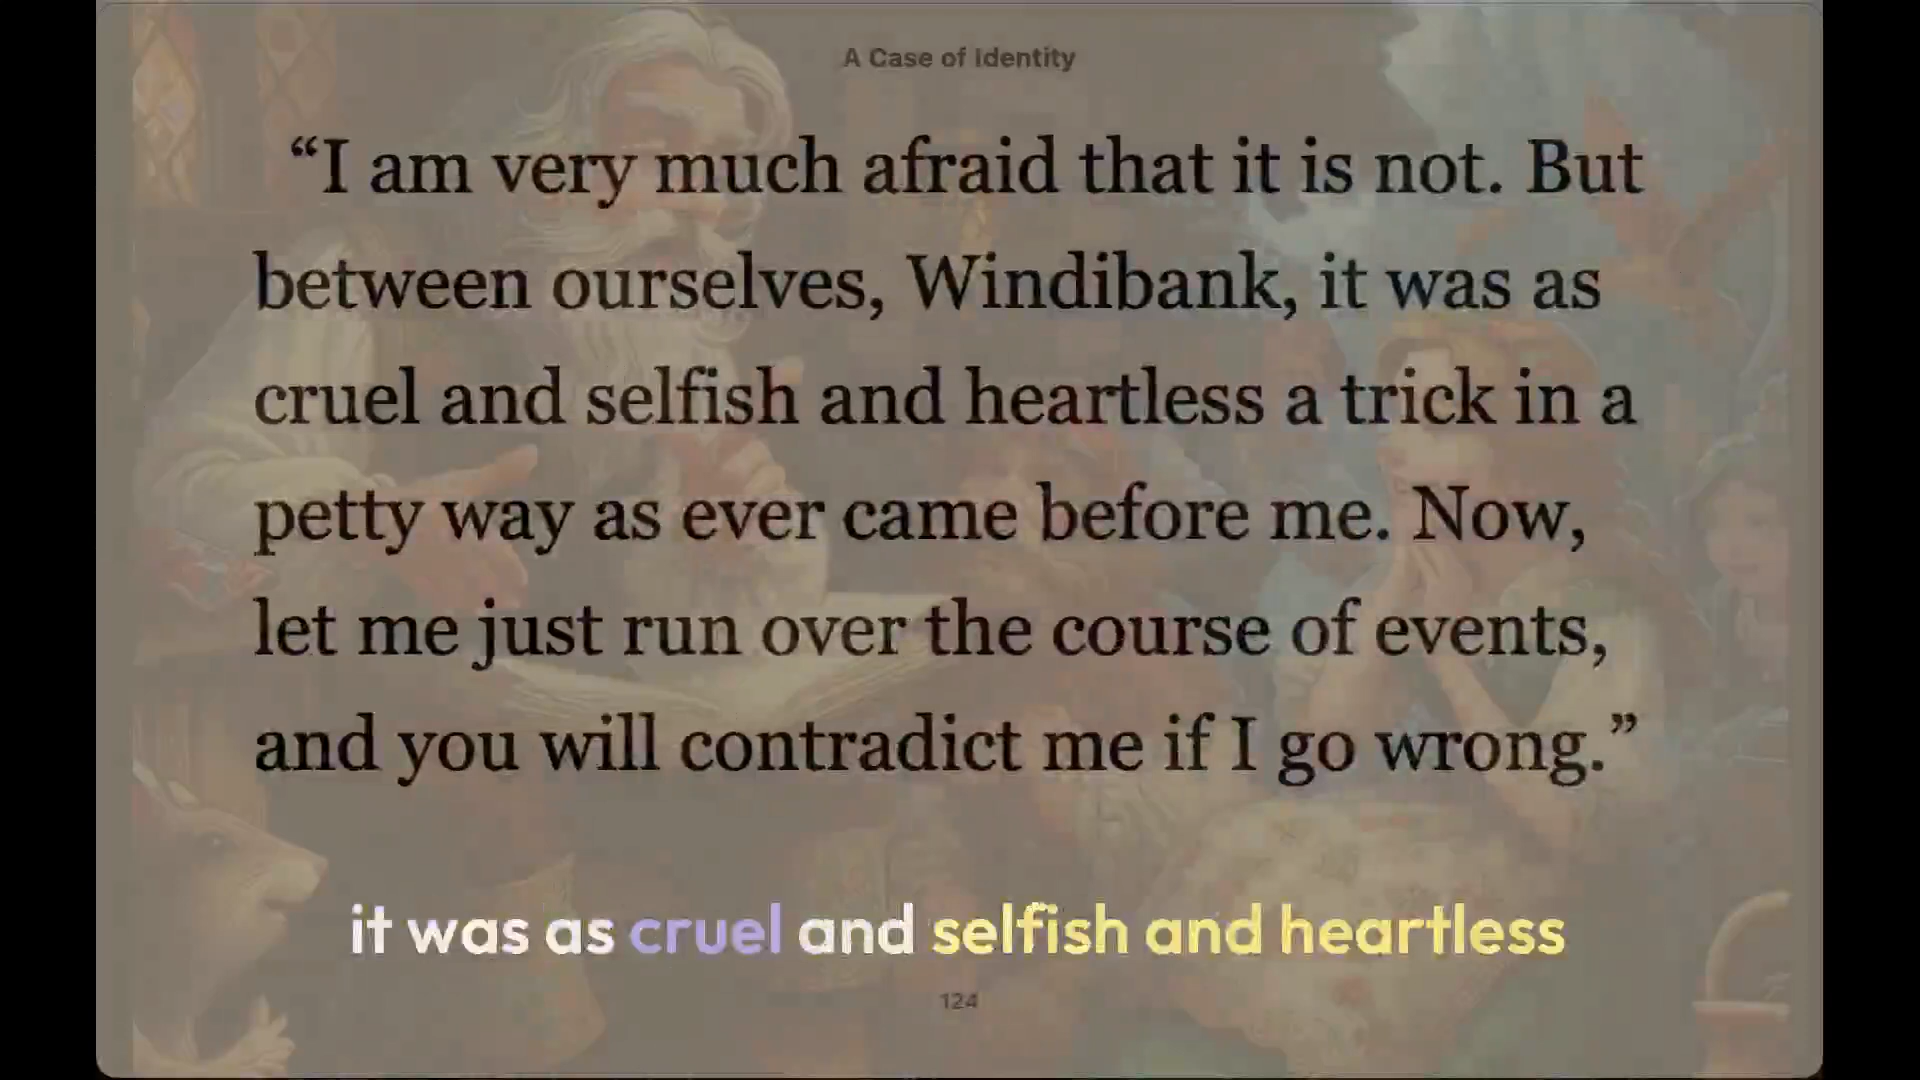 A Case of Identity
“I am very much afraid that it is not. But
between ourselves, Windibank, it was as
cruel and selfish and heartless a trick in a
petty way as ever came before me. Now,
let me just run over the course of events,
and you will contradict me if I go wrong.”
it was as cruel and selfish and heartless
124